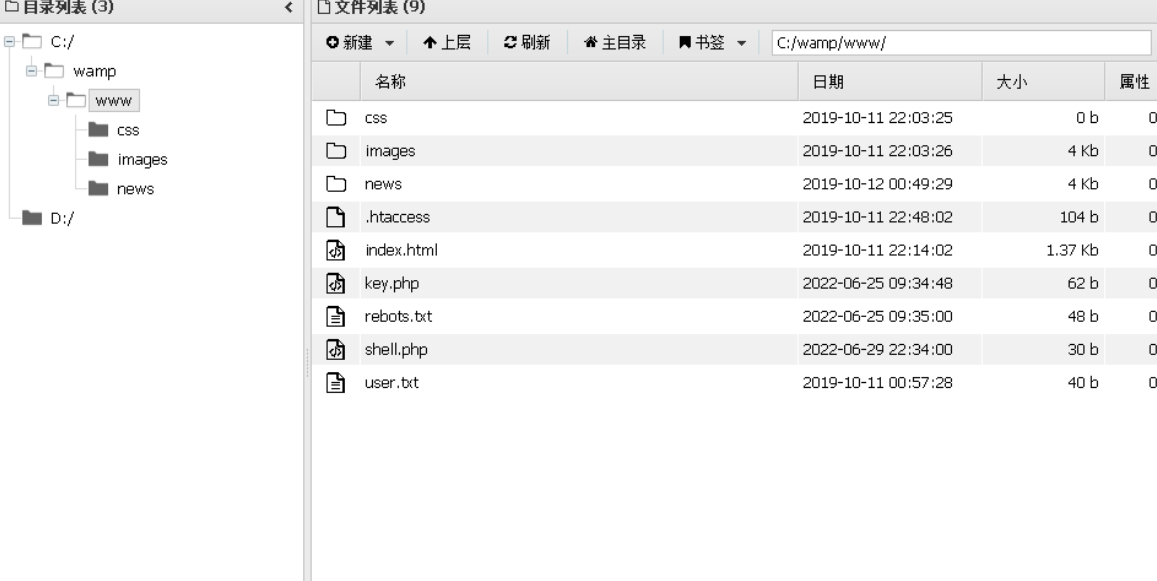 目录列表 (3)
C:/
wamp
www
css
images
news
D:/
文件列表 (9)
新建 上层 刷新 主目录 书签 C:/wamp/www/
名称 日期 大小 属性
css 2019-10-11 22:03:25 0 b 0
images 2019-10-11 22:03:26 4 Kb 0
news 2019-10-12 00:49:29 4 Kb 0
.htaccess 2019-10-11 22:48:02 104 b 0
index.html 2019-10-11 22:14:02 1.37 Kb 0
key.php 2022-06-25 09:34:48 62 b 0
rebots.txt 2022-06-25 09:35:00 48 b 0
shell.php 2022-06-29 22:34:00 30 b 0
user.txt 2019-10-11 00:57:28 40 b 0